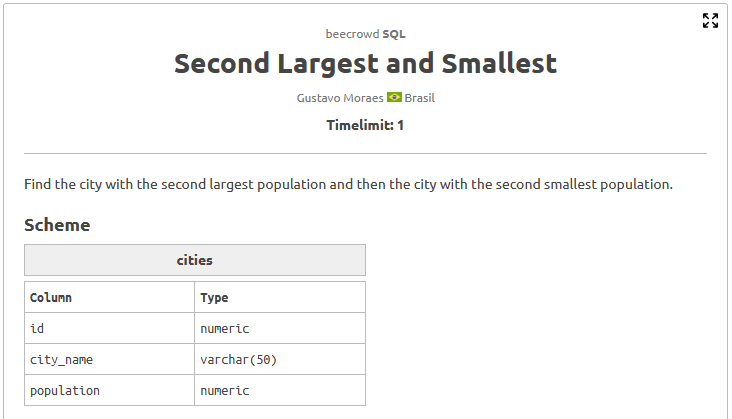 beecrowd SQL
Second Largest and Smallest
Gustavo Moraes Brasil
Timelimit: 1
Find the city with the second largest population and then the city with the second smallest population.
Scheme
cities
Column Type
id numeric
city_name varchar(50)
population numeric